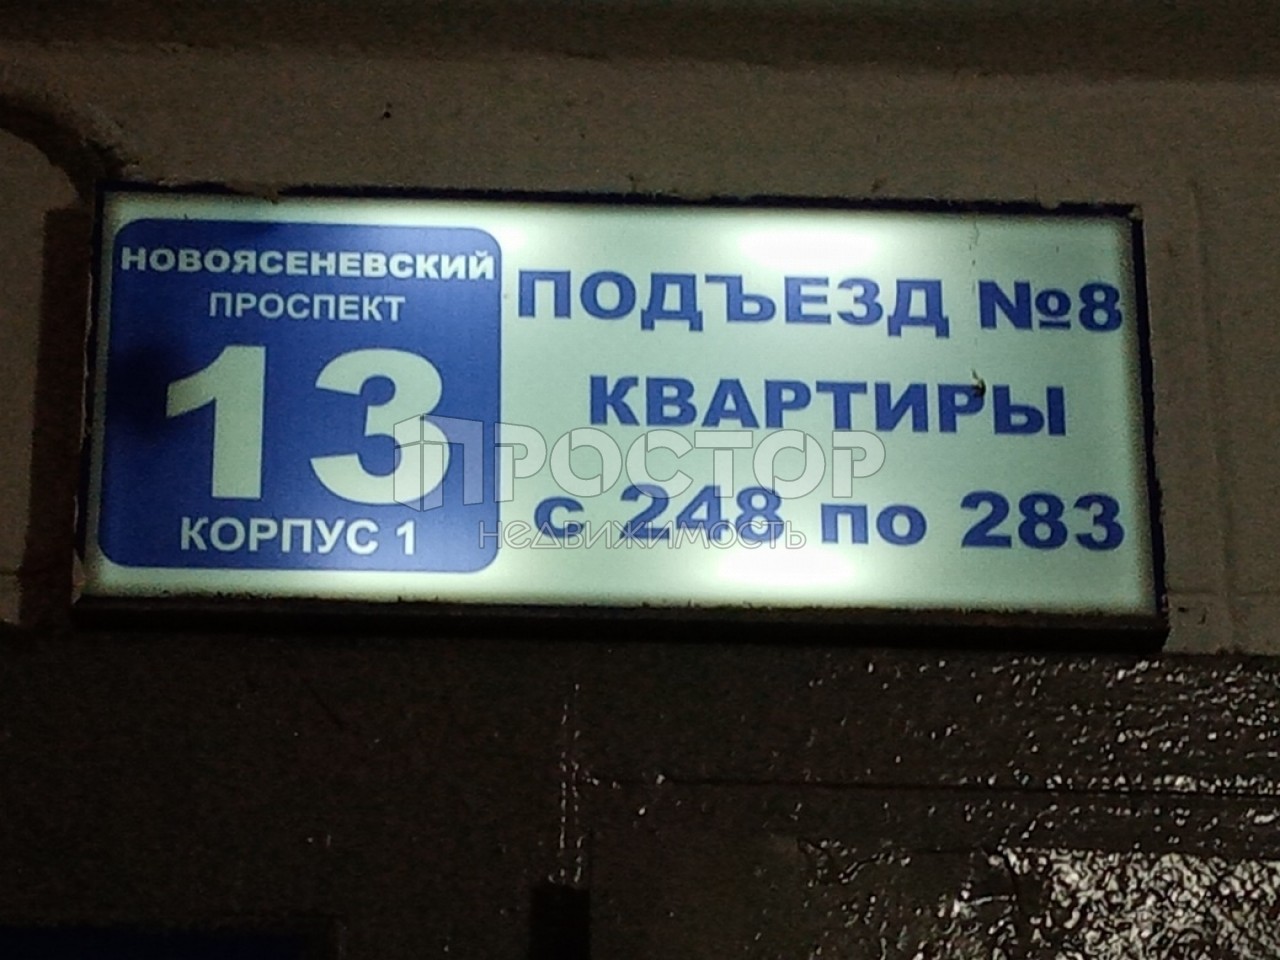 НОВОЯСЕНЕВСКИЙ
ПРОСПЕКТ
13
КОРПУС 1
ПОДЪЕЗД №8
КВАРТИРЫ
с 248 по 283
ПРОСТОР
недвижимость